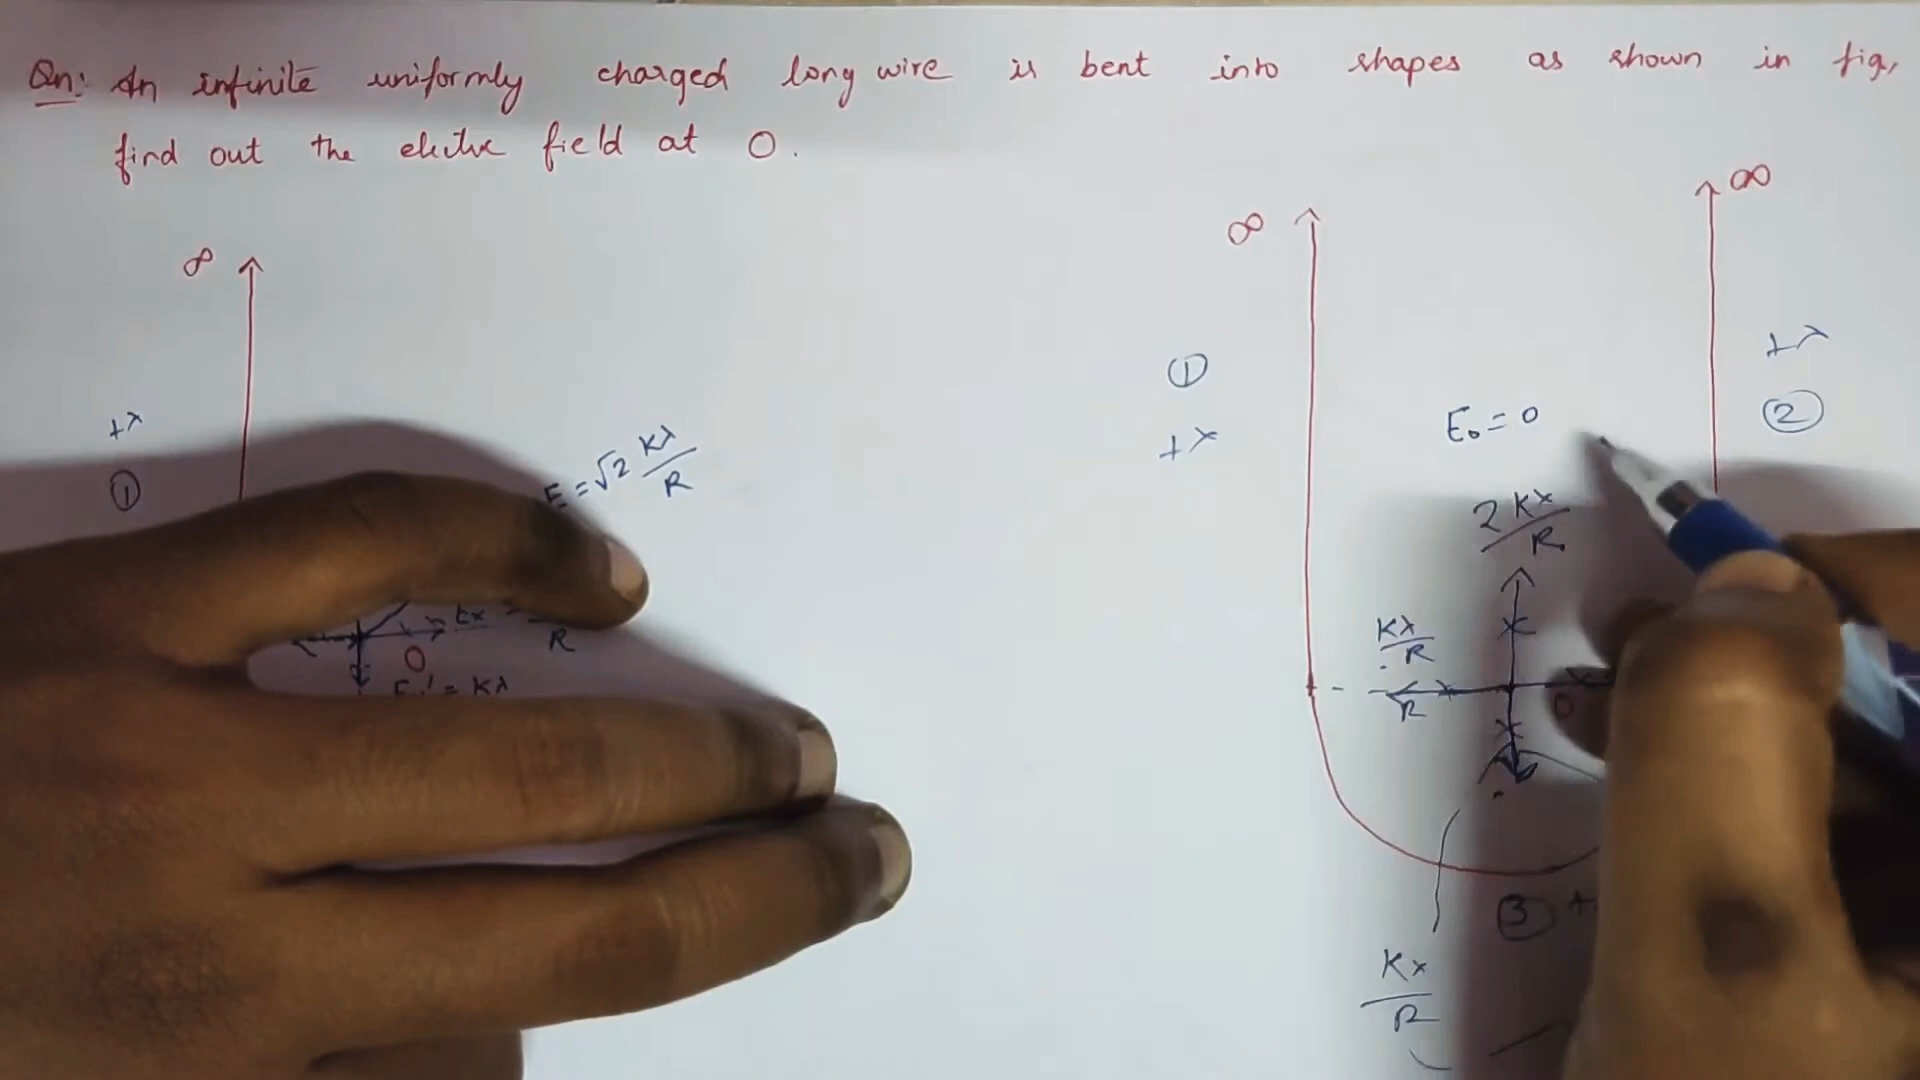 Qn: An infinite uniformly charged long wire is bent into shapes as shown in fig,
find out the electric field at O.
∞
+λ
①
E = √2 Kλ/R
R
O
= Kλ
∞
∞
①
+λ
+λ
②
E₀ = 0
2Kλ/R
Kλ/R
R
O
③
Kλ/R